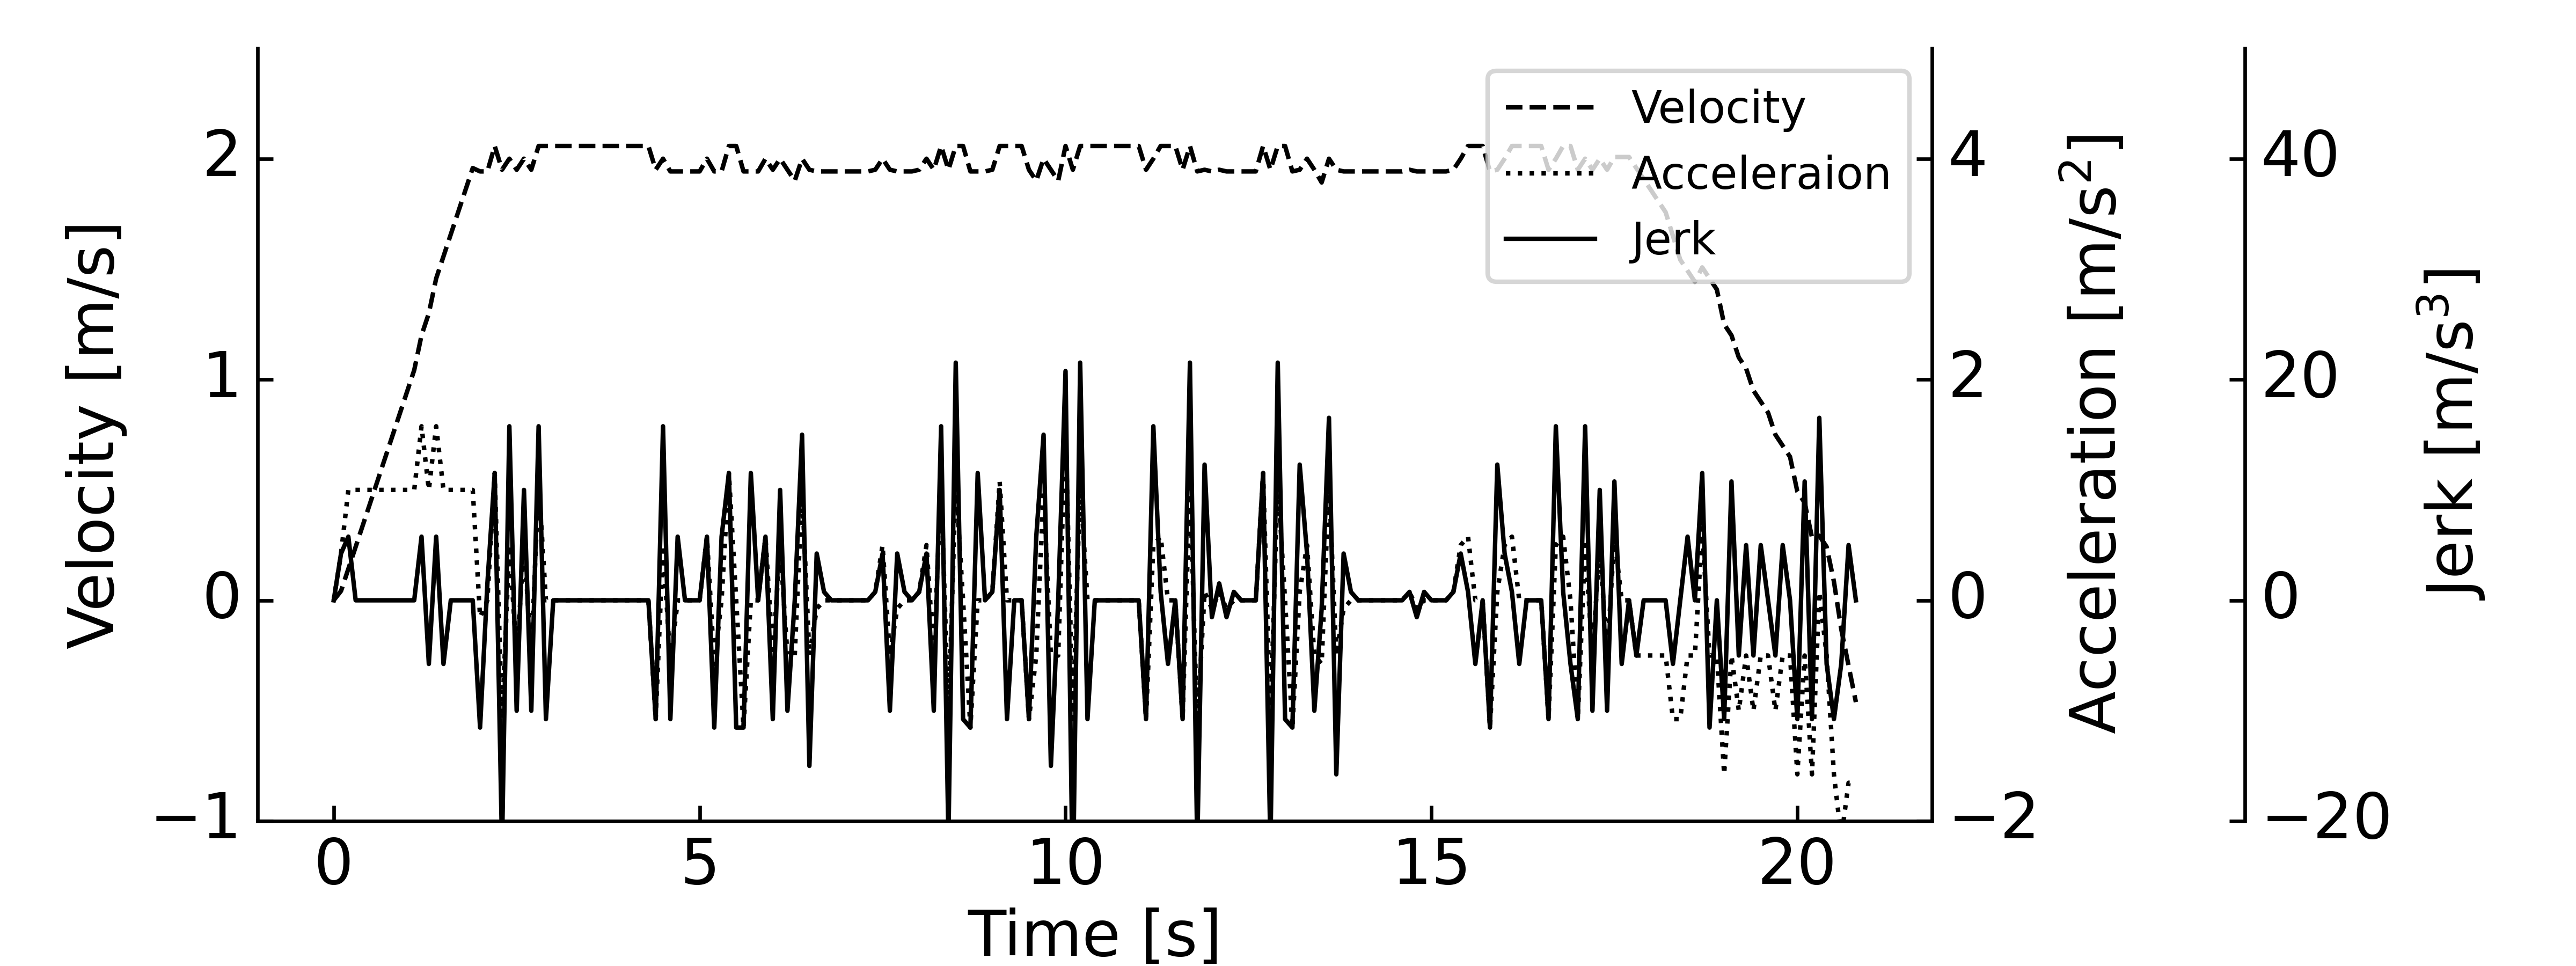 Velocity [m/s]
2
1
0
−1
0 5 10 15 20
Time [s]
Velocity
Acceleraion
Jerk
4
2
0
−2
Acceleration [m/s²]
40
20
0
−20
Jerk [m/s³]